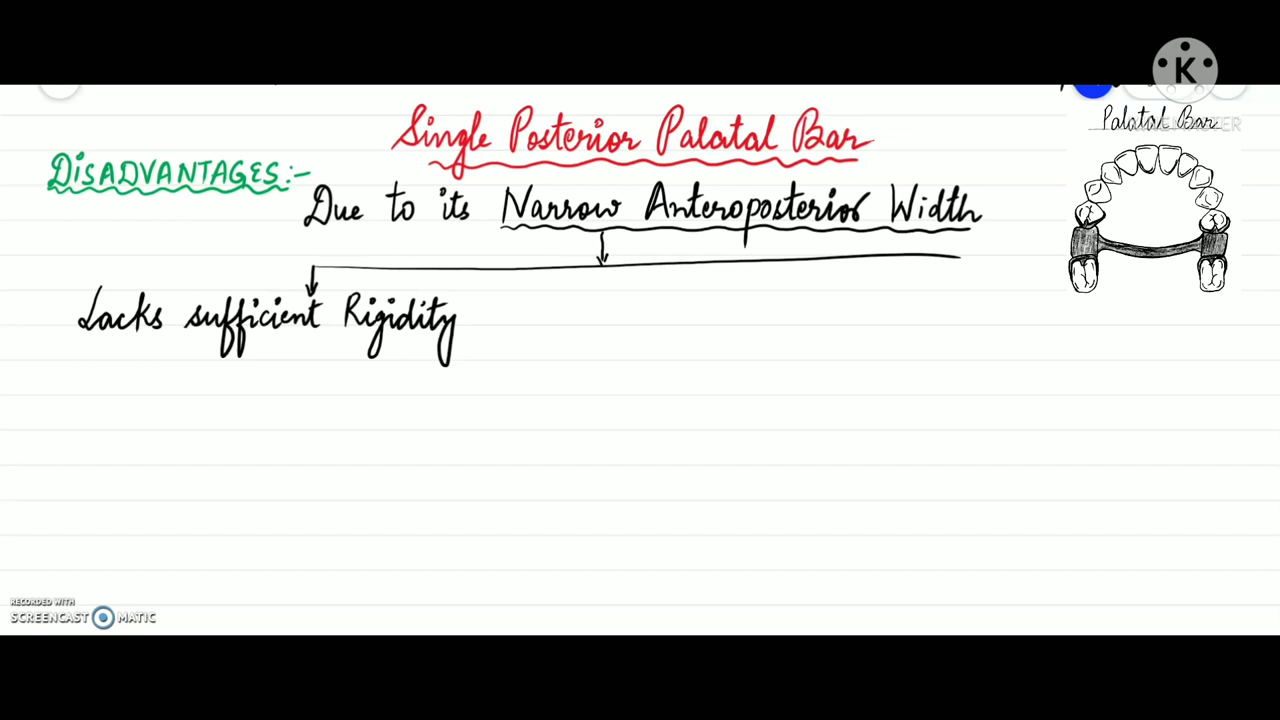 K
Palatal Bar
Single Posterior Palatal Bar
DISADVANTAGES:-
Due to its Narrow Anteroposterior Width
Lacks sufficient Rigidity
RECORDED WITH
SCREENCAST MATIC